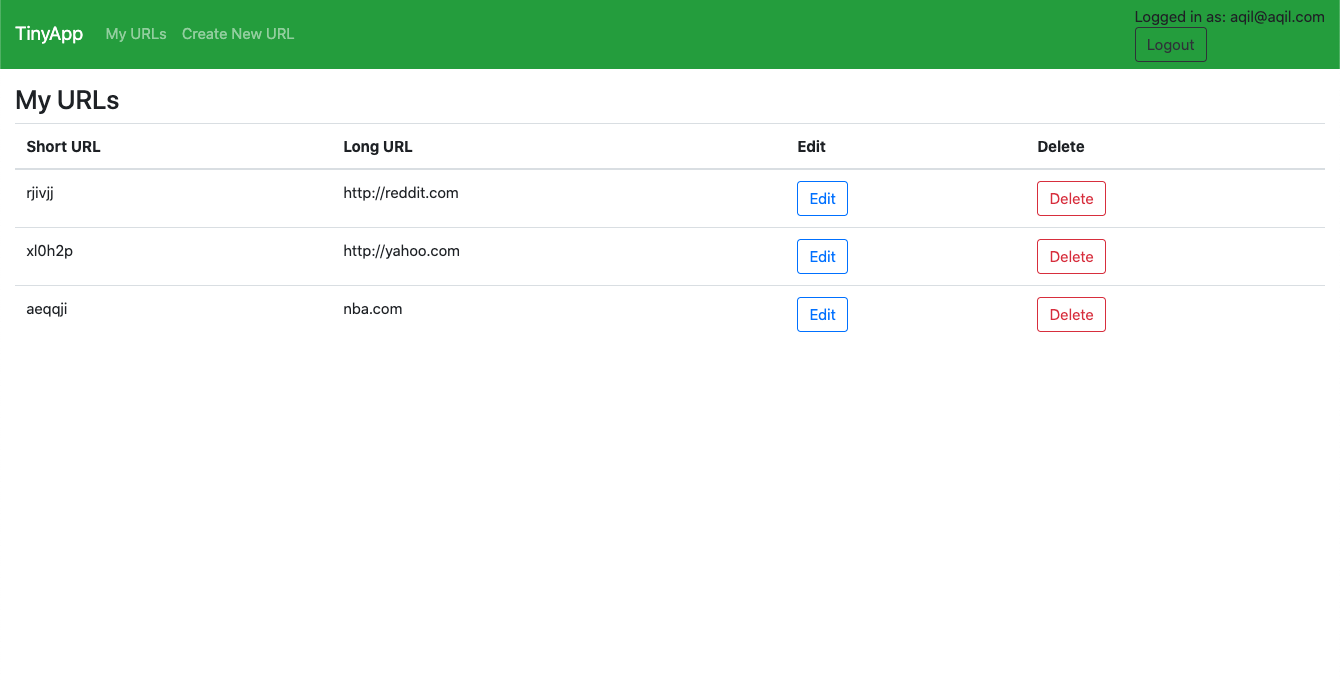 TinyApp My URLs Create New URL
Logged in as: aqil@aqil.com
Logout
My URLs
Short URL Long URL Edit Delete
rjivjj http://reddit.com Edit Delete
xl0h2p http://yahoo.com Edit Delete
aeqqji nba.com Edit Delete